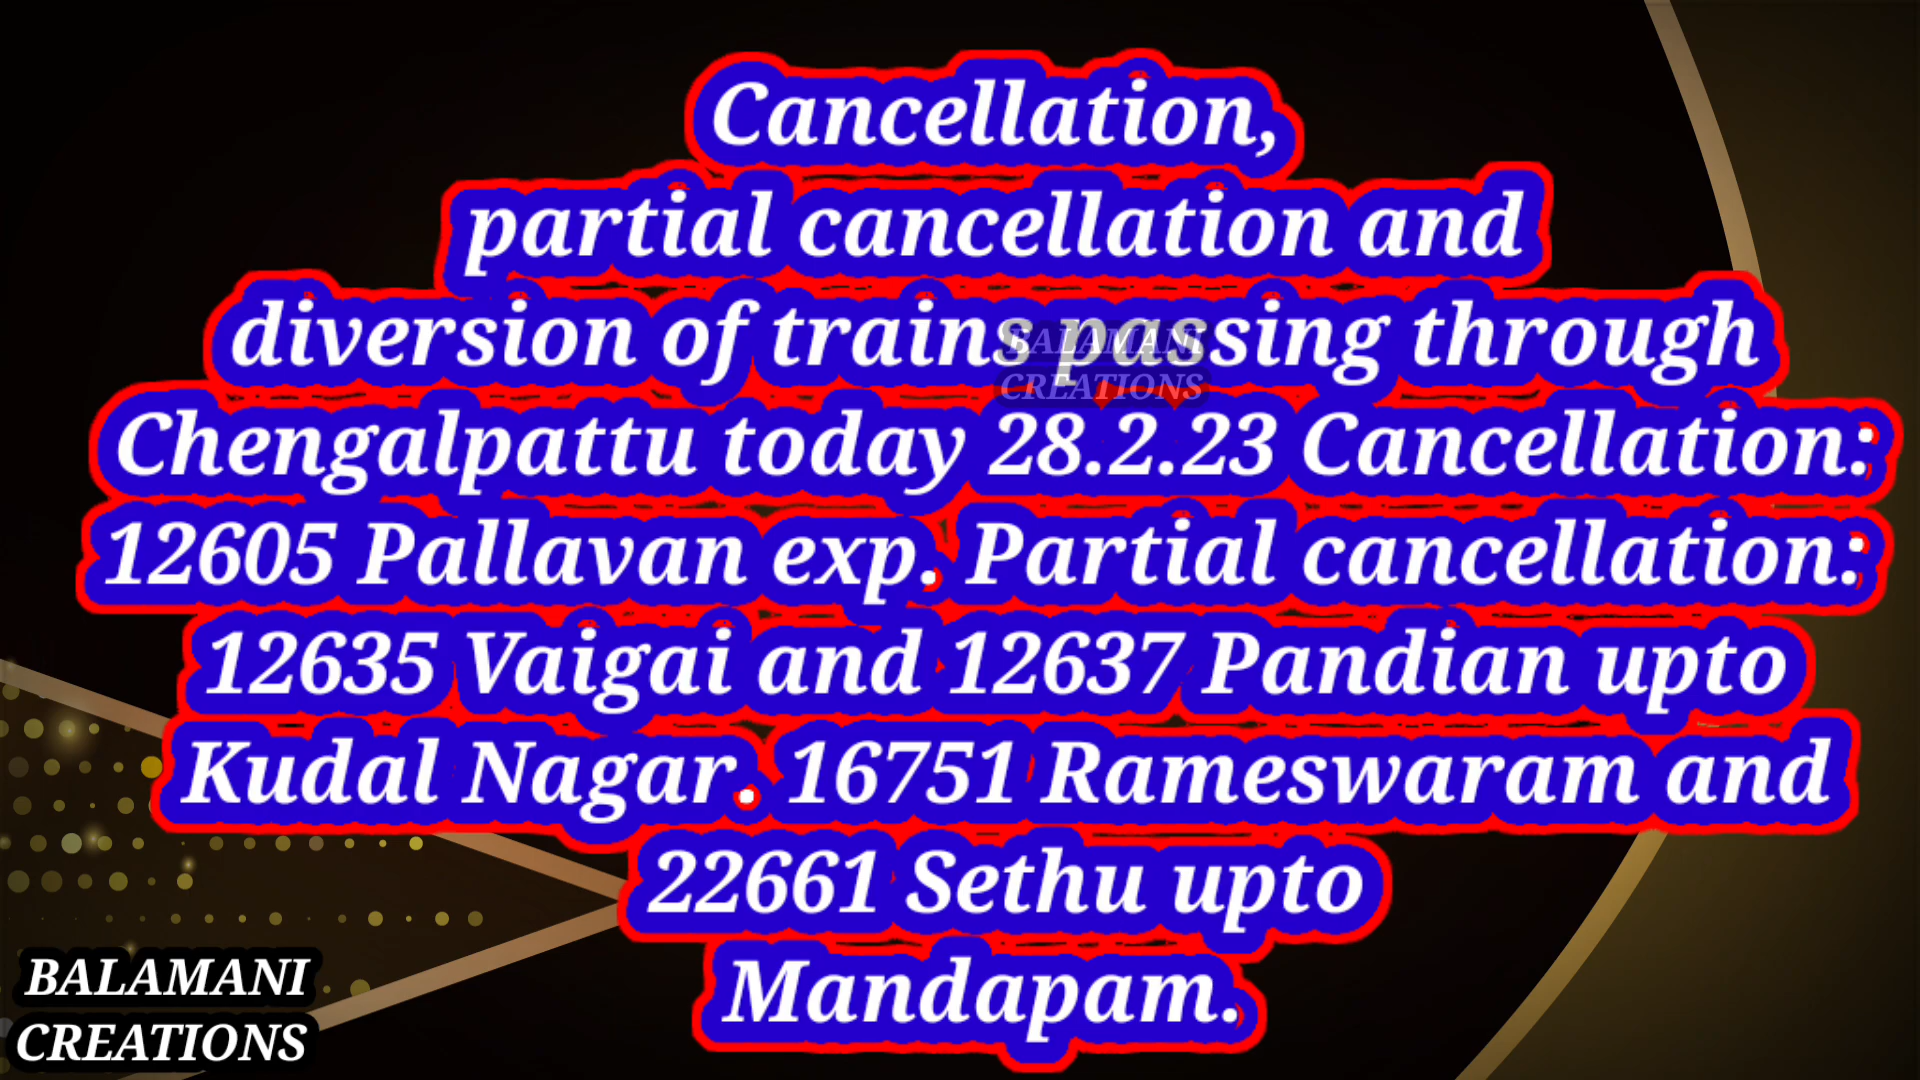 Cancellation,
partial cancellation and
diversion of trains passing through
BALAMANI
CREATIONS
Chengalpattu today 28.2.23 Cancellation:
12605 Pallavan exp. Partial cancellation:
12635 Vaigai and 12637 Pandian upto
Kudal Nagar. 16751 Rameswaram and
22661 Sethu upto
Mandapam.
BALAMANI
CREATIONS